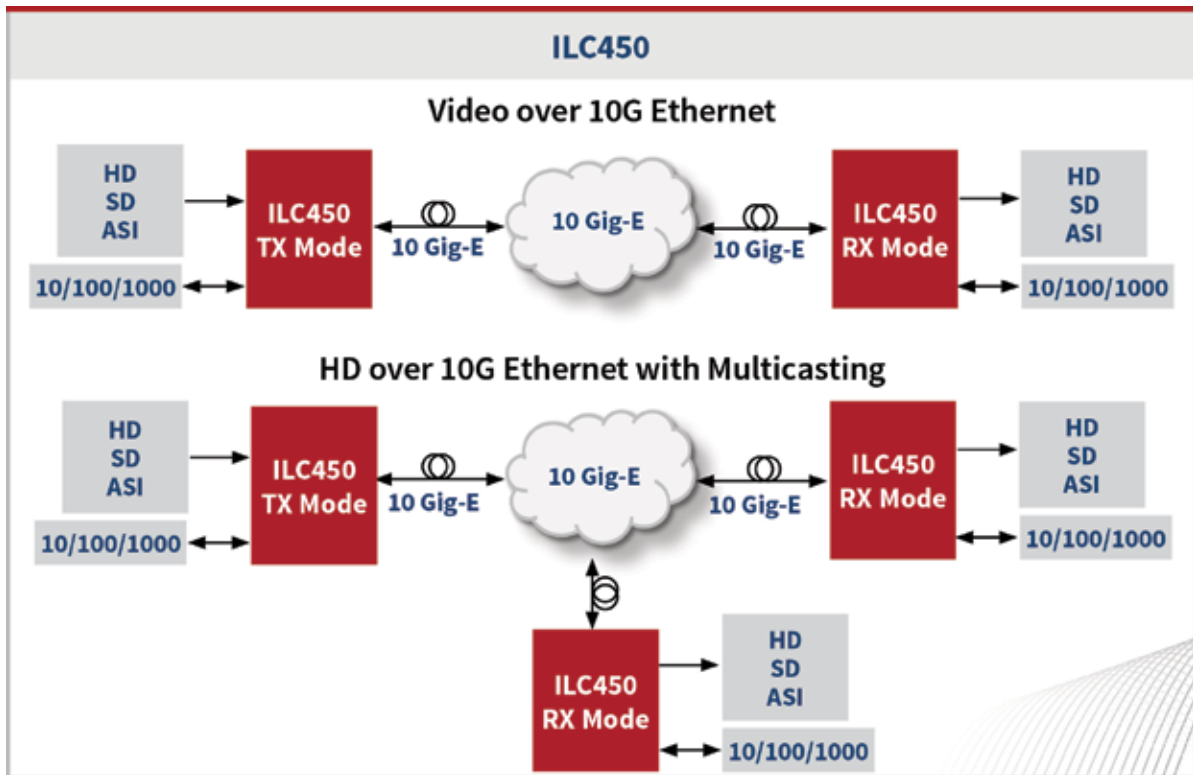 ILC450
Video over 10G Ethernet
HD
SD
ASI
10/100/1000
ILC450
TX Mode
10 Gig-E
10 Gig-E
10 Gig-E
ILC450
RX Mode
HD
SD
ASI
10/100/1000
HD over 10G Ethernet with Multicasting
HD
SD
ASI
10/100/1000
ILC450
TX Mode
10 Gig-E
10 Gig-E
10 Gig-E
ILC450
RX Mode
HD
SD
ASI
10/100/1000
ILC450
RX Mode
HD
SD
ASI
10/100/1000